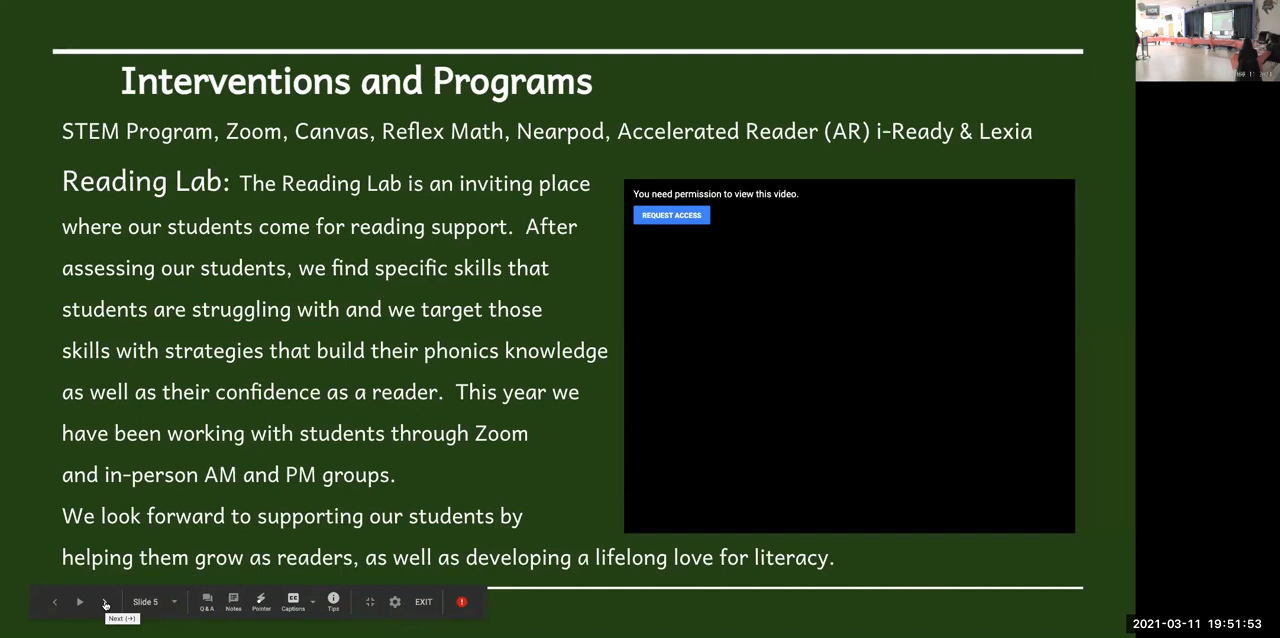 Interventions and Programs
STEM Program, Zoom, Canvas, Reflex Math, Nearpod, Accelerated Reader (AR) i-Ready & Lexia
Reading Lab: The Reading Lab is an inviting place
where our students come for reading support. After
assessing our students, we find specific skills that
students are struggling with and we target those
skills with strategies that build their phonics knowledge
as well as their confidence as a reader. This year we
have been working with students through Zoom
and in-person AM and PM groups.
We look forward to supporting our students by
helping them grow as readers, as well as developing a lifelong love for literacy.
You need permission to view this video.
REQUEST ACCESS
Slide 5
Q&A
Notes
Pointer
CC
Captions
Tips
EXIT
Next (→)
2021-03-11 19:51:53